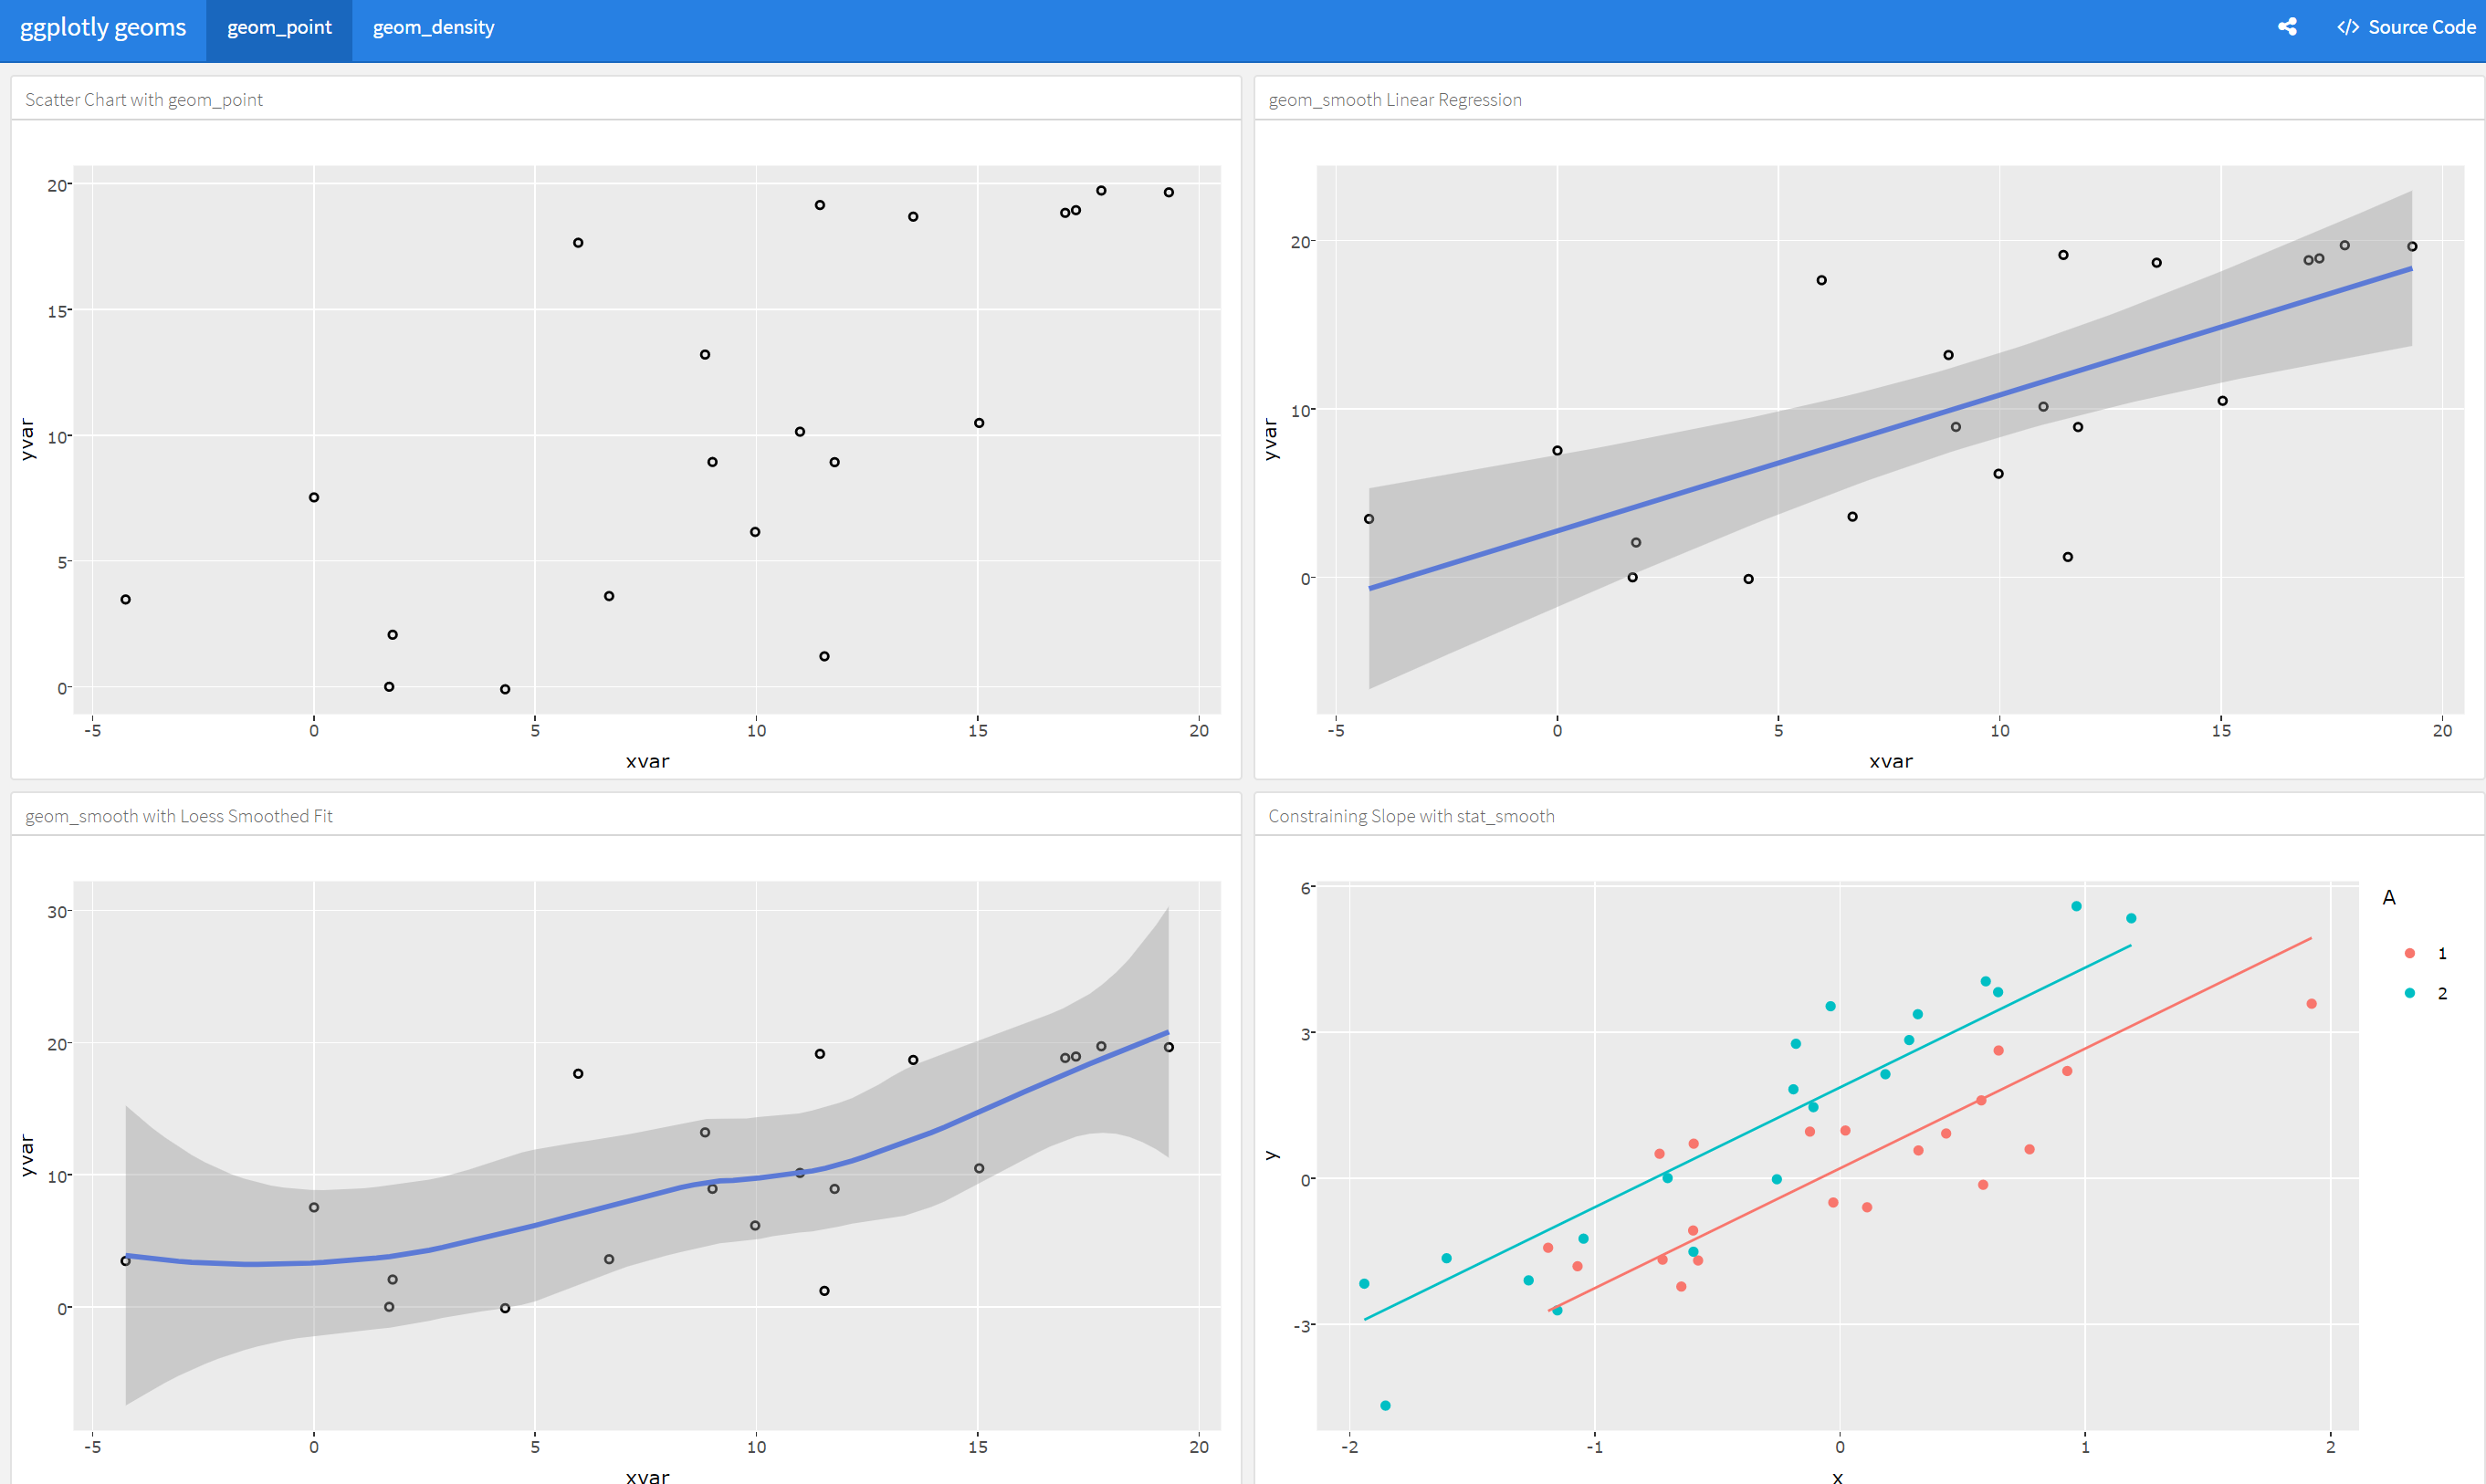 ggplotly geoms geom_point geom_density Source Code
Scatter Chart with geom_point
20
15
10
5
0
yvar
-5 0 5 10 15 20
xvar
geom_smooth Linear Regression
20
10
0
yvar
-5 0 5 10 15 20
xvar
geom_smooth with Loess Smoothed Fit
30
20
10
0
yvar
-5 0 5 10 15 20
xvar
Constraining Slope with stat_smooth
6
3
0
-3
y
-2 -1 0 1 2
x
A
1
2